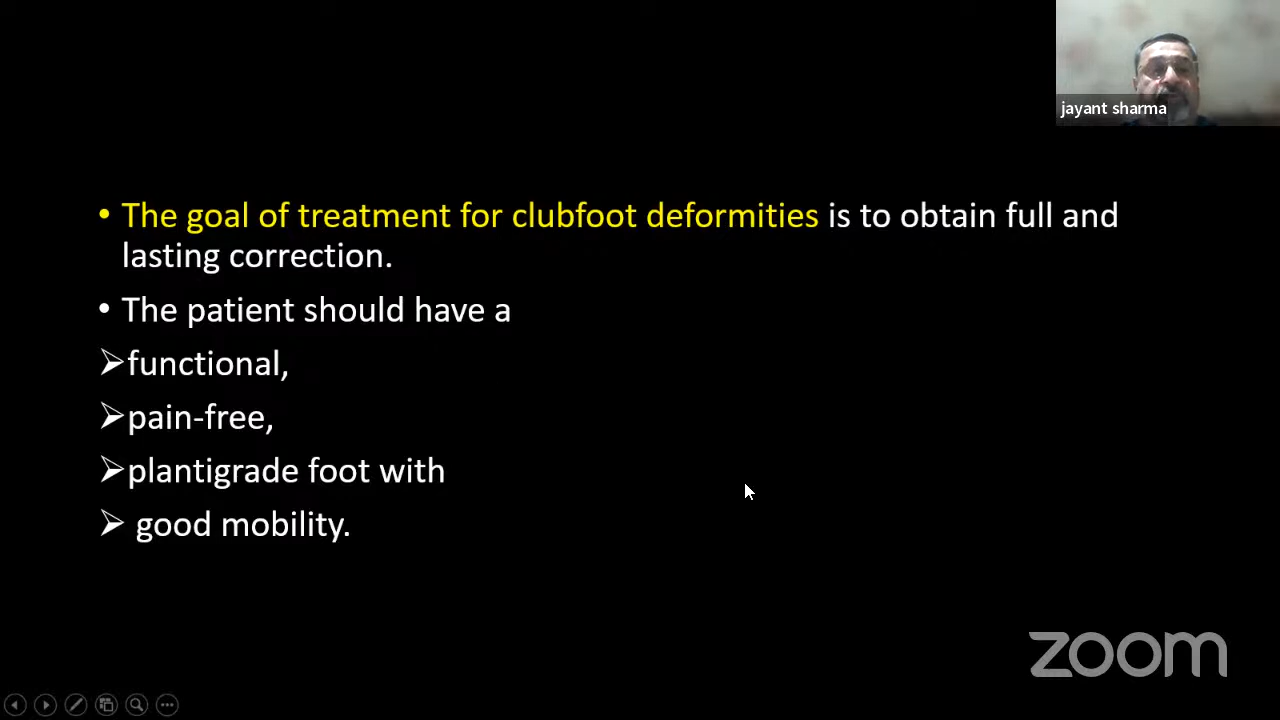 jayant sharma
• The goal of treatment for clubfoot deformities is to obtain full and
lasting correction.
• The patient should have a
➢functional,
➢pain-free,
➢plantigrade foot with
➢ good mobility.
zoom